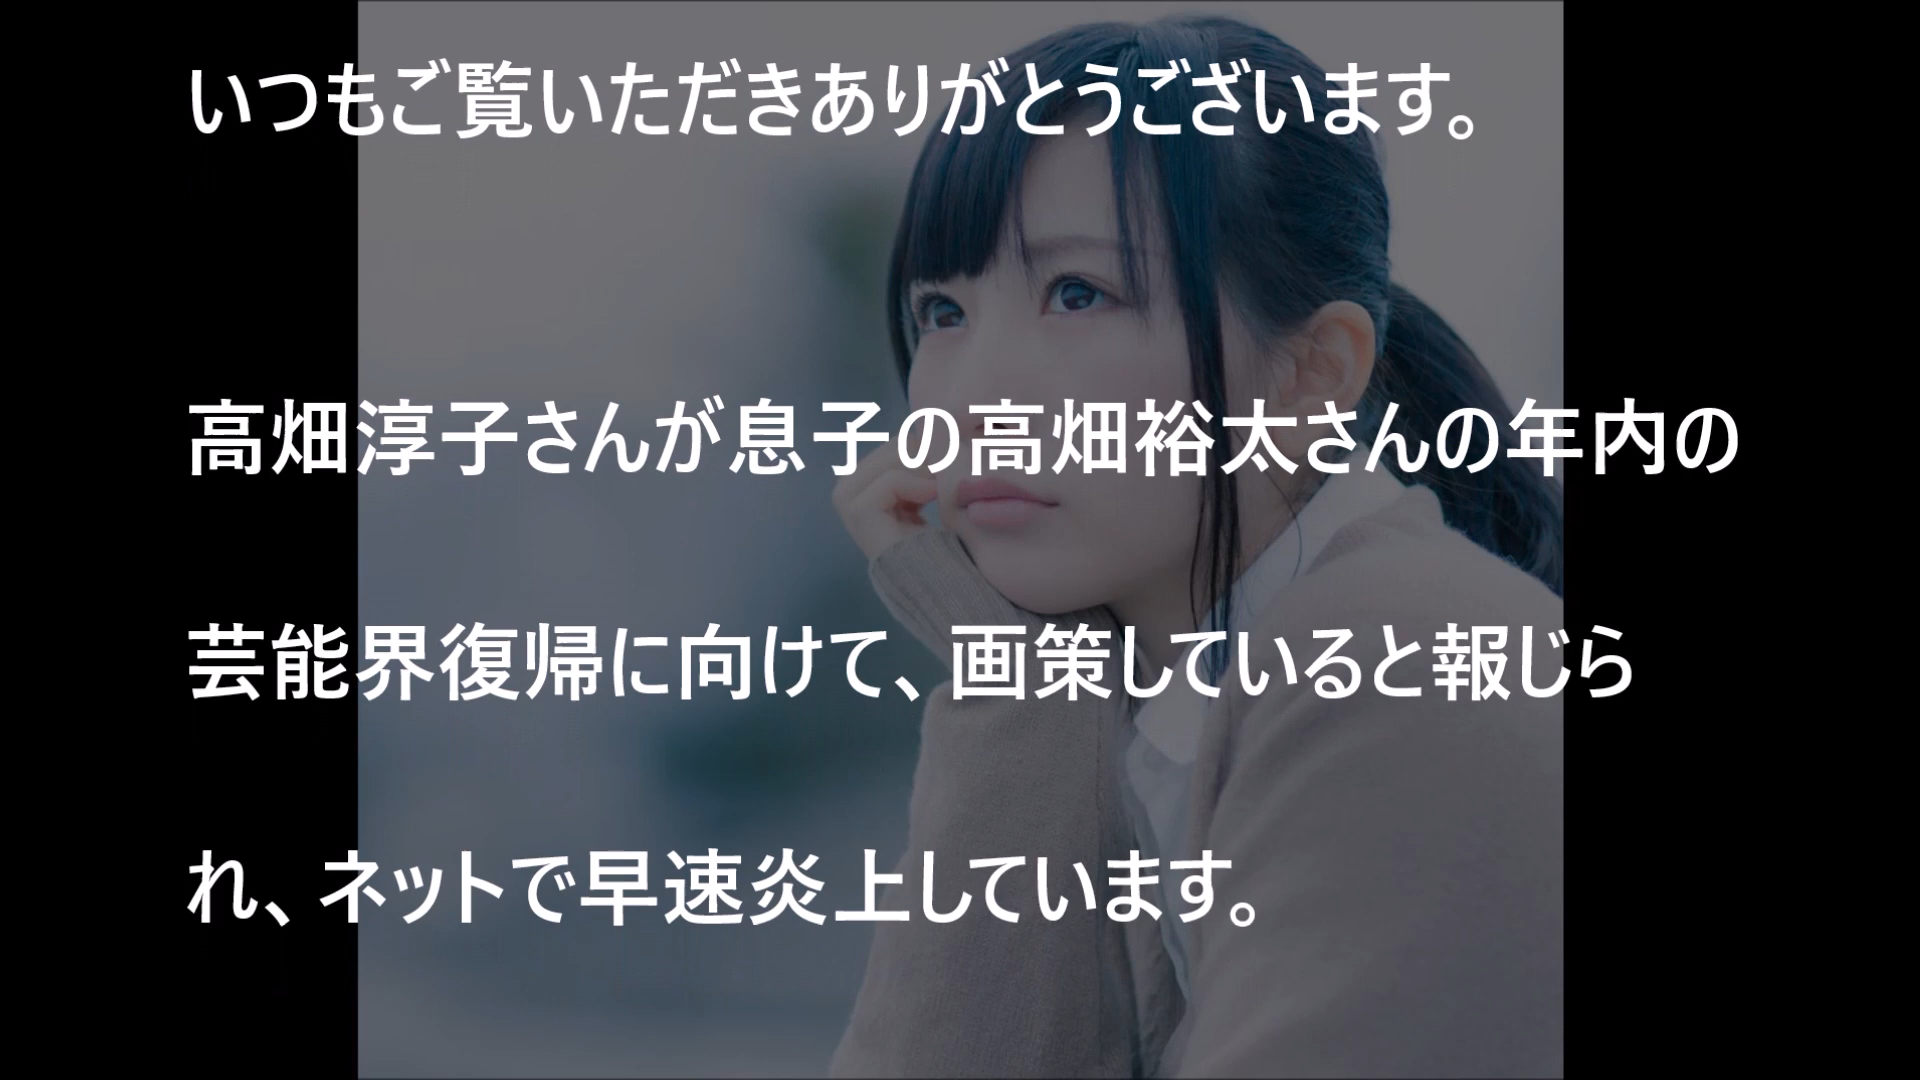 いつもご覧いただきありがとうございます。
高畑淳子さんが息子の高畑裕太さんの年内の
芸能界復帰に向けて、画策していると報じら
れ、ネットで早速炎上しています。